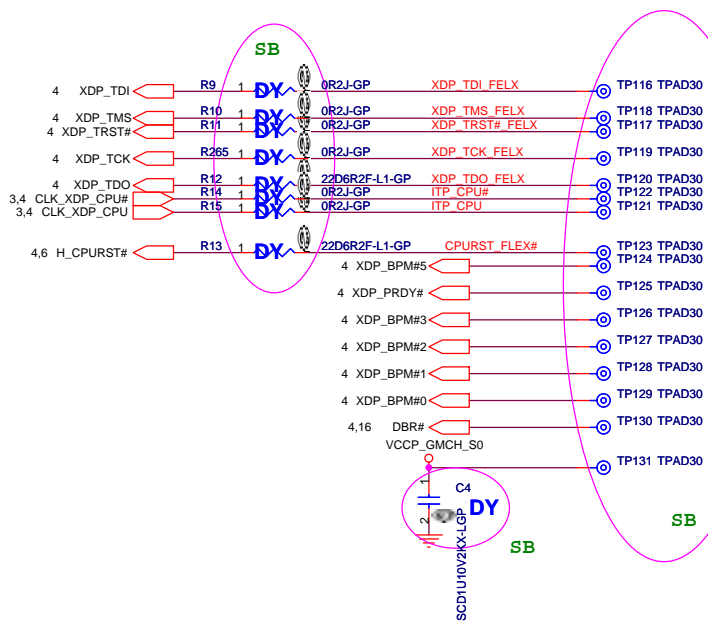 SB
4 XDP_TDI R9 1 DY 0R2J-GP XDP_TDI_FELX TP116 TPAD30
4 XDP_TMS R10 1 DY 0R2J-GP XDP_TMS_FELX TP118 TPAD30
4 XDP_TRST# R11 1 DY 0R2J-GP XDP_TRST#_FELX TP117 TPAD30
4 XDP_TCK R265 1 DY 0R2J-GP XDP_TCK_FELX TP119 TPAD30
4 XDP_TDO R12 1 DY 22D6R2F-L1-GP XDP_TDO_FELX TP120 TPAD30
3,4 CLK_XDP_CPU# R14 1 DY 0R2J-GP ITP_CPU# TP122 TPAD30
3,4 CLK_XDP_CPU R15 1 DY 0R2J-GP ITP_CPU TP121 TPAD30
4,6 H_CPURST# R13 1 DY 22D6R2F-L1-GP CPURST_FLEX# TP123 TPAD30
4 XDP_BPM#5 TP124 TPAD30
4 XDP_PRDY# TP125 TPAD30
4 XDP_BPM#3 TP126 TPAD30
4 XDP_BPM#2 TP127 TPAD30
4 XDP_BPM#1 TP128 TPAD30
4 XDP_BPM#0 TP129 TPAD30
4,16 DBR# TP130 TPAD30
VCCP_GMCH_S0
TP131 TPAD30
1 C4
2 DY
SCD1U10V2KX-LGP
SB
SB